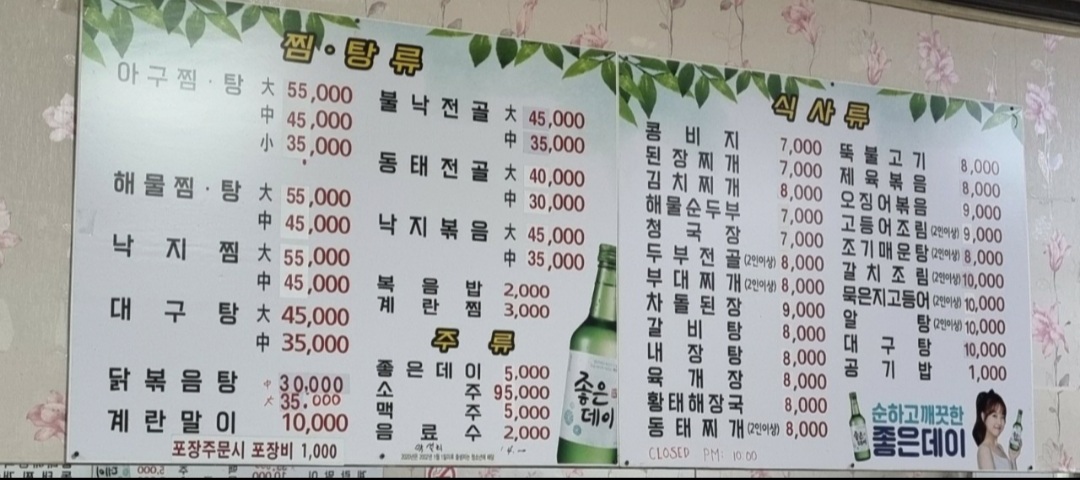 찜·탕류
아구찜·탕 大 55,000
中 45,000
小 35,000
해물찜·탕 大 55,000
中 45,000
낙지찜 大 55,000
中 45,000
대구탕 大 45,000
中 35,000
닭볶음탕 中 30,000
大 35.000
계란말이 10,000
포장주문시 포장비 1,000
불낙전골 大 45,000
中 35,000
동태전골 大 40,000
中 30,000
낙지볶음 大 45,000
中 35,000
복음밥 2,000
계란찜 3,000
주류
좋은데이 5,000
소주 95,000
맥주 5,000
음료수 2,000
좋은데이
식사류
콩비지 7,000
된장찌개 7,000
김치찌개 8,000
해물순두부 7,000
청국장 7,000
두부전골(2인이상) 8,000
부대찌개(2인이상) 8,000
차돌된장 9,000
갈비탕 8,000
내장탕 8,000
육개장 8,000
황태해장국 8,000
동태찌개(2인이상) 8,000
CLOSED PM: 10:00
뚝불고기 8,000
제육볶음 8,000
오징어볶음 9,000
고등어조림(2인이상) 9,000
조기매운탕(2인이상) 8,000
갈치조림(2인이상) 10,000
묵은지고등어(2인이상) 10,000
알탕(2인이상) 10,000
대구탕 10,000
공기밥 1,000
순하고깨끗한
좋은데이